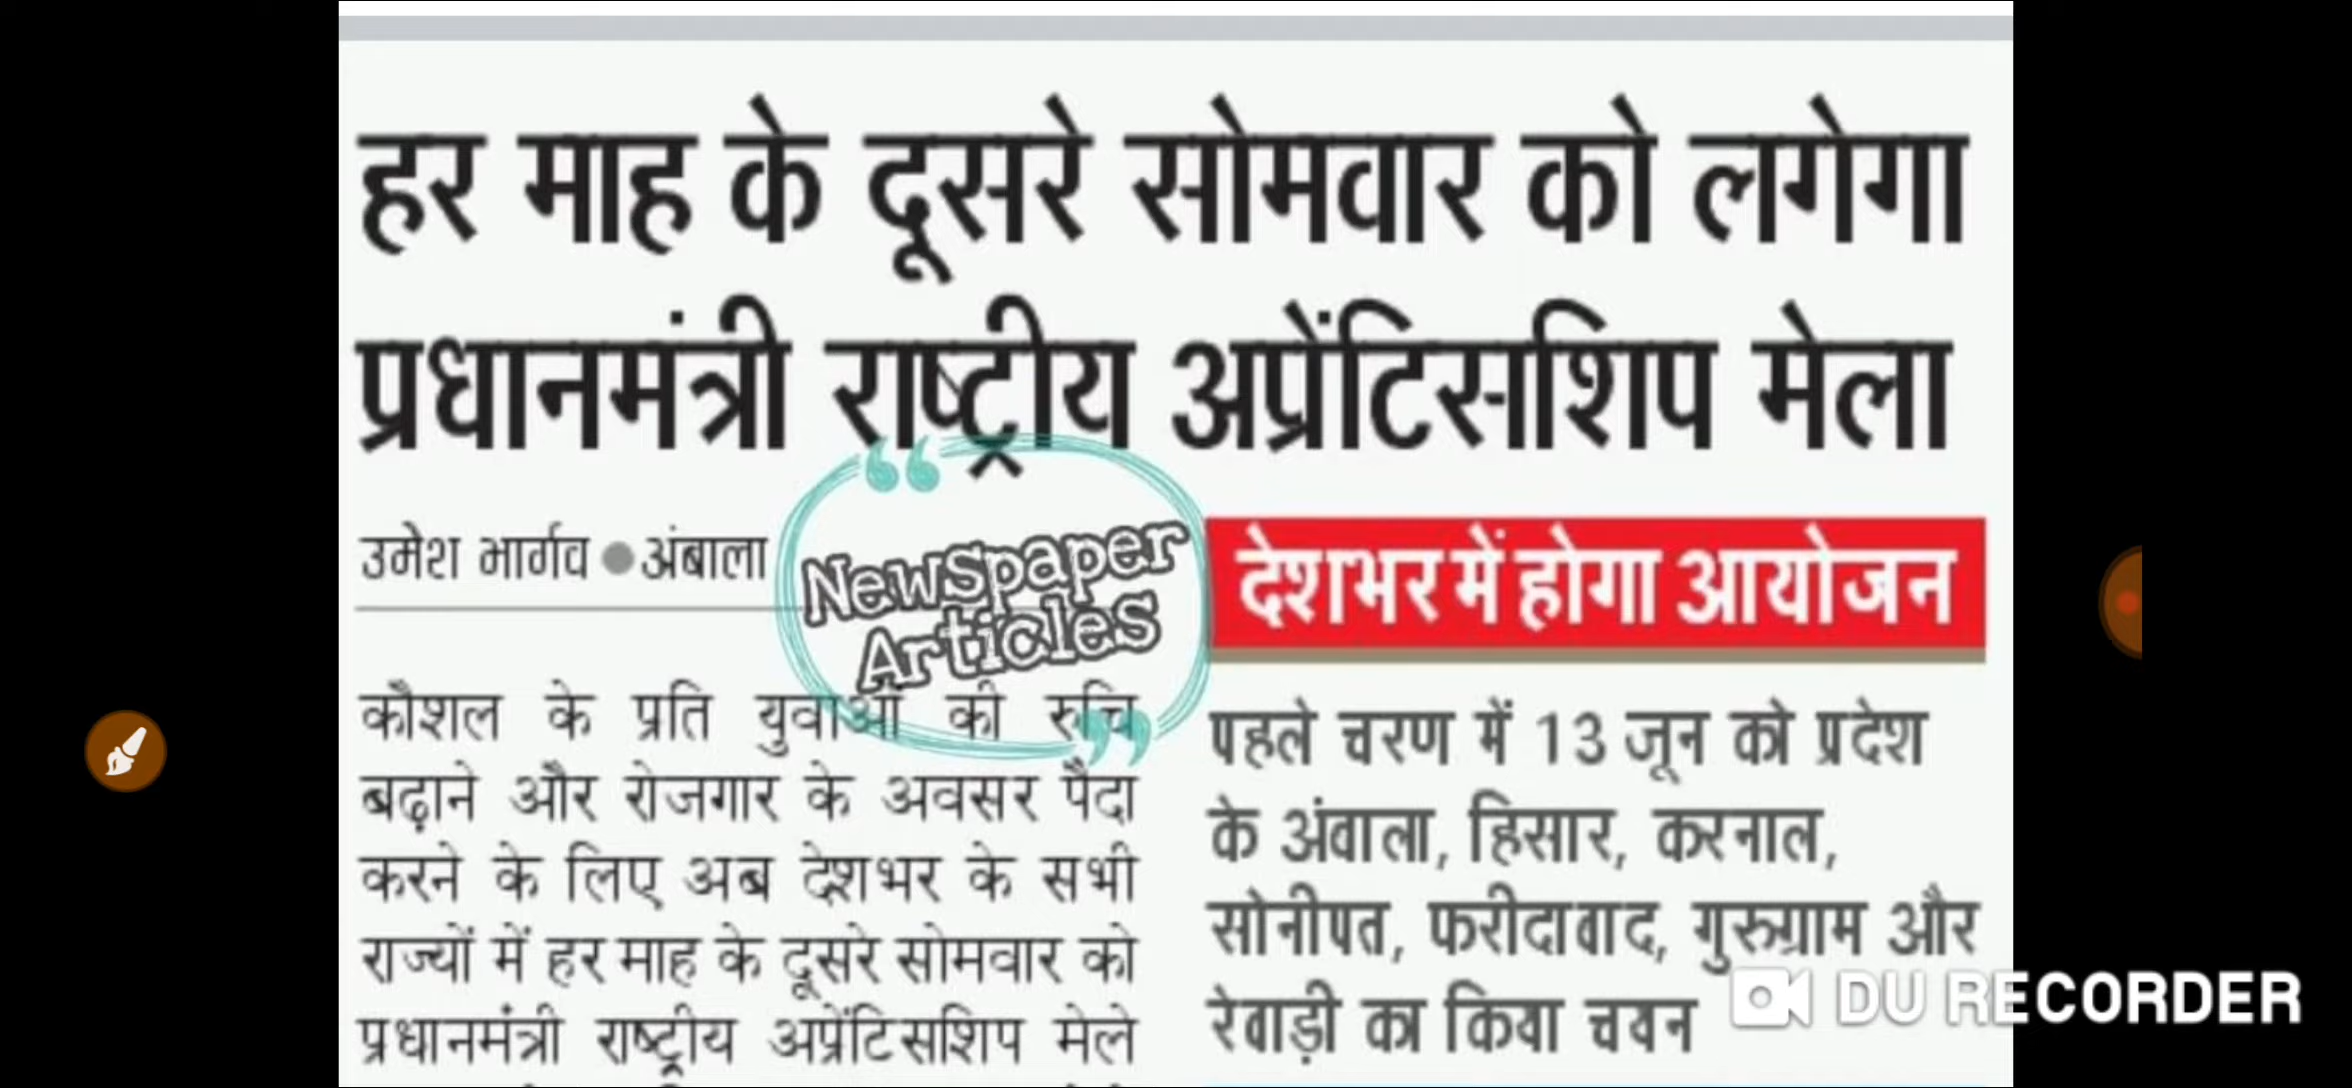 हर माह के दूसरे सोमवार को लगेगा
प्रधानमंत्री राष्ट्रीय अप्रेंटिसशिप मेला
उमेश भार्गव ● अंबाला
कौशल के प्रति युवाओं की रुचि
बढ़ाने और रोजगार के अवसर पैदा
करने के लिए अब देशभर के सभी
राज्यों में हर माह के दूसरे सोमवार को
प्रधानमंत्री राष्ट्रीय अप्रेंटिसशिप मेले
“
Newspaper
Articles
”
देशभर में होगा आयोजन
पहले चरण में 13 जून को प्रदेश
के अंबाला, हिसार, करनाल,
सोनीपत, फरीदाबाद, गुरुग्राम और
रेवाड़ी का किया चयन
DU RECORDER